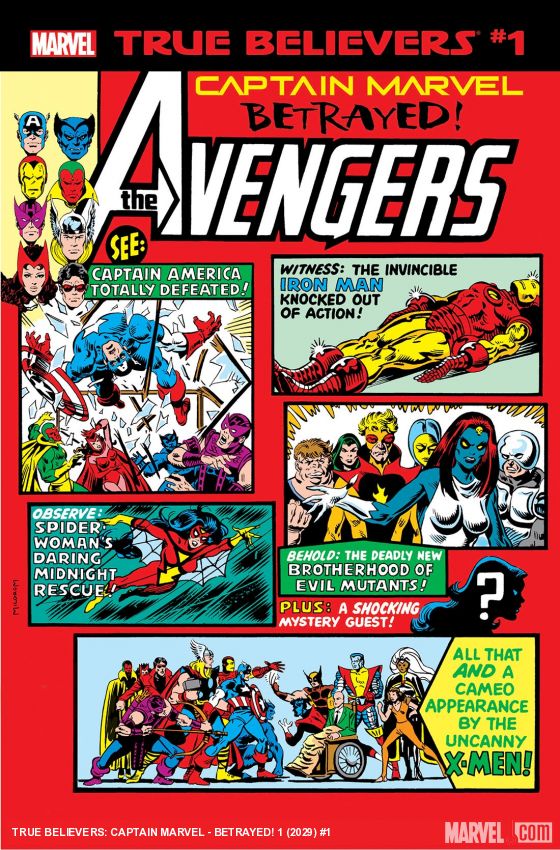 MARVEL TRUE BELIEVERS #1
CAPTAIN MARVEL
BETRAYED!
A
the AVENGERS
SEE:
CAPTAIN AMERICA
TOTALLY DEFEATED!
WITNESS: THE INVINCIBLE
IRON MAN
KNOCKED OUT
OF ACTION!
OBSERVE:
SPIDER-
WOMAN'S
DARING
MIDNIGHT
RESCUE!
MILGROM
BEHOLD: THE DEADLY NEW
BROTHERHOOD OF
EVIL MUTANTS!
PLUS: A SHOCKING
MYSTERY GUEST!
?
ALL THAT
AND A
CAMEO
APPEARANCE
BY THE
UNCANNY
X-MEN!
TRUE BELIEVERS: CAPTAIN MARVEL - BETRAYED! 1 (2029) #1
MARVEL.COM